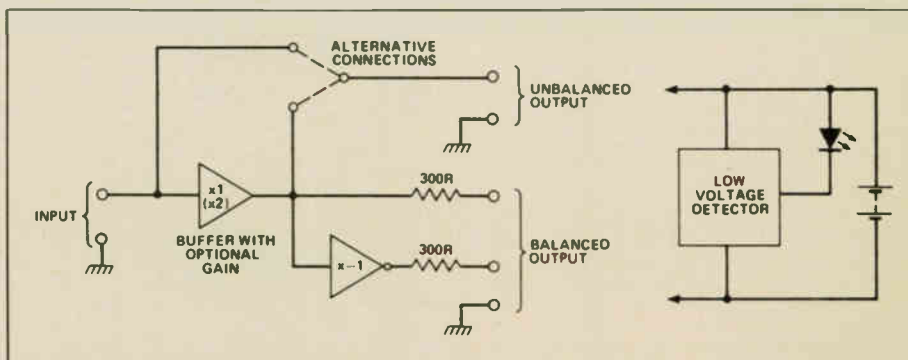 ALTERNATIVE
CONNECTIONS
UNBALANCED
OUTPUT
INPUT
x1
(x2)
BUFFER WITH
OPTIONAL
GAIN
300R
x-1
300R
BALANCED
OUTPUT
LOW
VOLTAGE
DETECTOR